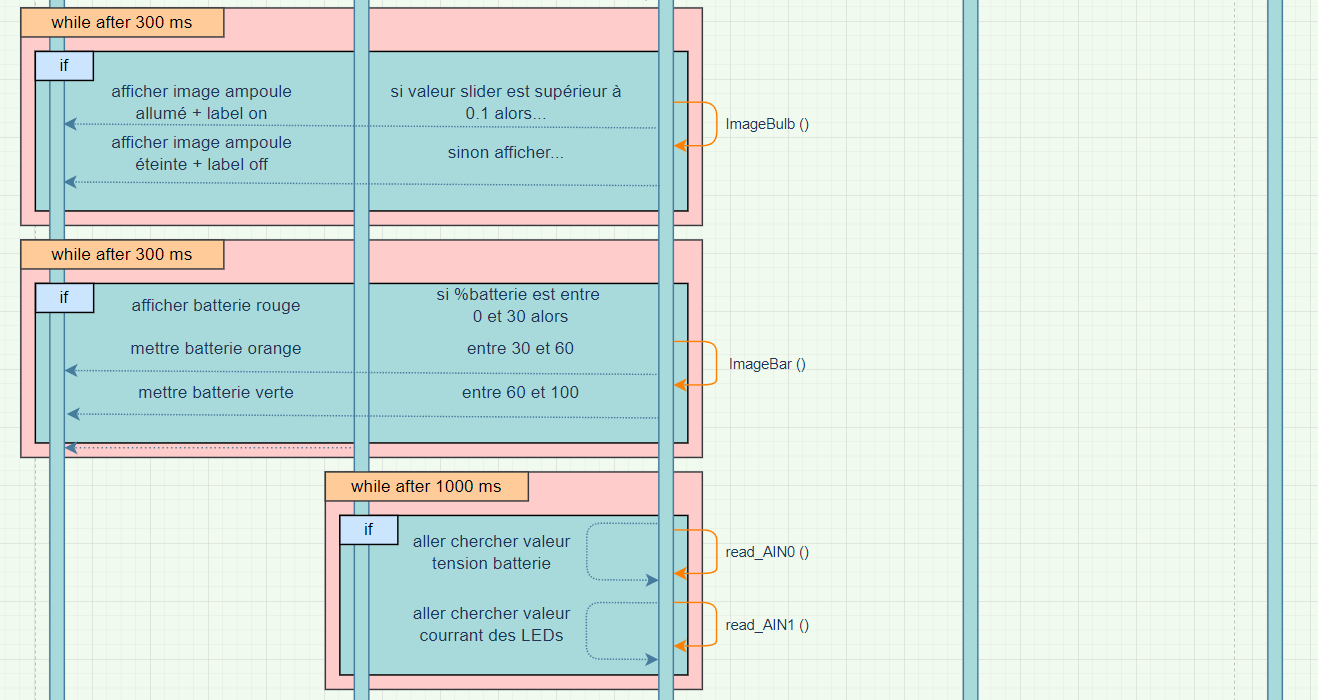 while after 300 ms
if
afficher image ampoule
allumé + label on
si valeur slider est supérieur à
0.1 alors...
ImageBulb ()
afficher image ampoule
éteinte + label off
sinon afficher...
while after 300 ms
if
afficher batterie rouge
si %batterie est entre
0 et 30 alors
mettre batterie orange
entre 30 et 60
ImageBar ()
mettre batterie verte
entre 60 et 100
while after 1000 ms
if
aller chercher valeur
tension batterie
read_AIN0 ()
aller chercher valeur
courrant des LEDs
read_AIN1 ()